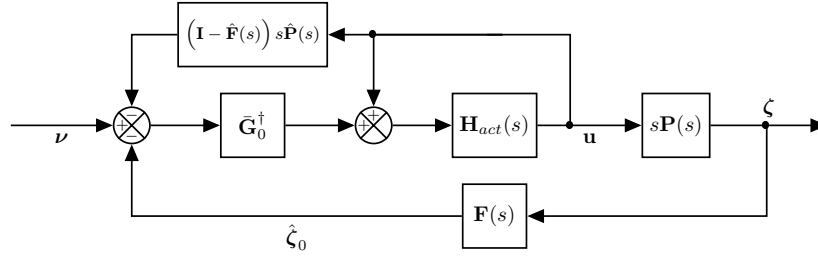 (I − F̂(s)) sP̂(s)
+ − −
ν
Ḡ₀†
+ +
H_act(s)
u
sP(s)
ζ
F(s)
ζ̂₀